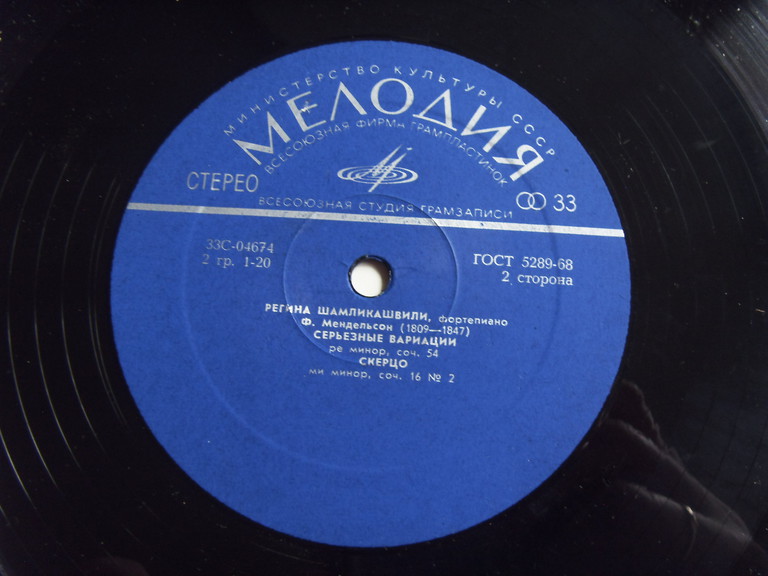 МИНИСТЕРСТВО КУЛЬТУРЫ СССР
МЕЛОДИЯ
ВСЕСОЮЗНАЯ ФИРМА ГРАМПЛАСТИНОК
СТЕРЕО
33
ВСЕСОЮЗНАЯ СТУДИЯ ГРАМЗАПИСИ
33С-04674
2 гр. 1-20
ГОСТ 5289-68
2 сторона
РЕГИНА ШАМЛИКАШВИЛИ, фортепиано
Ф. Мендельсон (1809—1847)
СЕРЬЕЗНЫЕ ВАРИАЦИИ
ре минор, соч. 54
СКЕРЦО
ми минор, соч. 16 № 2